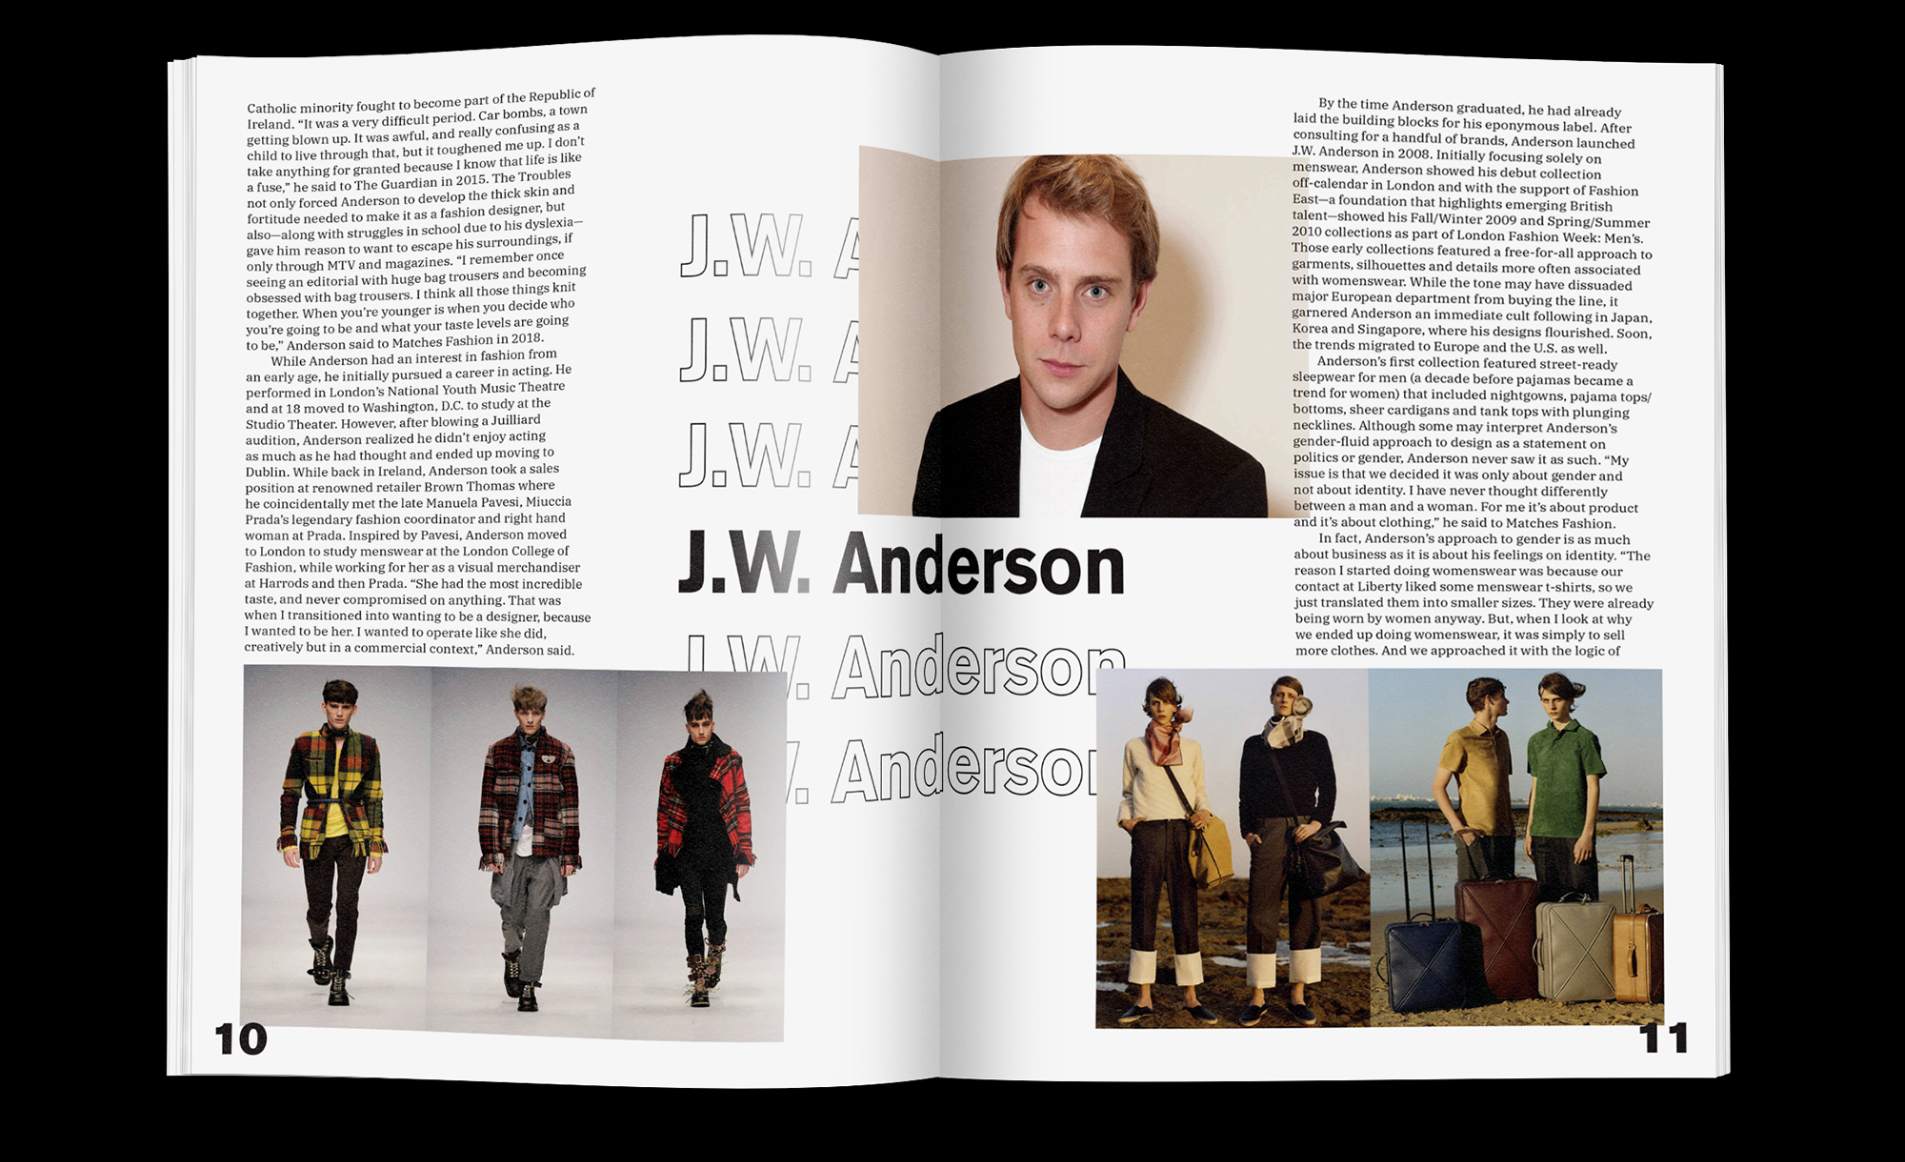 Catholic minority fought to become part of the Republic of
Ireland. “It was a very difficult period. Car bombs, a town
getting blown up. It was awful, and really confusing as a
child to live through that, but it toughened me up. I don’t
take anything for granted because I know that life is like
a fuse,” he said to The Guardian in 2015. The Troubles
not only forced Anderson to develop the thick skin and
fortitude needed to make it as a fashion designer, but
also—along with struggles in school due to his dyslexia—
gave him reason to want to escape his surroundings, if
only through MTV and magazines. “I remember once
seeing an editorial with huge bag trousers and becoming
obsessed with bag trousers. I think all those things knit
together. When you’re younger is when you decide who
you’re going to be and what your taste levels are going
to be,” Anderson said to Matches Fashion in 2018.
While Anderson had an interest in fashion from
an early age, he initially pursued a career in acting. He
performed in London’s National Youth Music Theatre
and at 18 moved to Washington, D.C. to study at the
Studio Theater. However, after blowing a Juilliard
audition, Anderson realized he didn’t enjoy acting
as much as he had thought and ended up moving to
Dublin. While back in Ireland, Anderson took a sales
position at renowned retailer Brown Thomas where
he coincidentally met the late Manuela Pavesi, Miuccia
Prada’s legendary fashion coordinator and right hand
woman at Prada. Inspired by Pavesi, Anderson moved
to London to study menswear at the London College of
Fashion, while working for her as a visual merchandiser
at Harrods and then Prada. “She had the most incredible
taste, and never compromised on anything. That was
when I transitioned into wanting to be a designer, because
I wanted to be her. I wanted to operate like she did,
creatively but in a commercial context,” Anderson said.
10
J.W. A
J.W. A
J.W. A
J.W. Anderson
J.W. Anderson
W. Anderson
By the time Anderson graduated, he had already
laid the building blocks for his eponymous label. After
consulting for a handful of brands, Anderson launched
J.W. Anderson in 2008. Initially focusing solely on
menswear, Anderson showed his debut collection
off-calendar in London and with the support of Fashion
East—a foundation that highlights emerging British
talent—showed his Fall/Winter 2009 and Spring/Summer
2010 collections as part of London Fashion Week: Men’s.
Those early collections featured a free-for-all approach to
garments, silhouettes and details more often associated
with womenswear. While the tone may have dissuaded
major European department from buying the line, it
garnered Anderson an immediate cult following in Japan,
Korea and Singapore, where his designs flourished. Soon,
the trends migrated to Europe and the U.S. as well.
Anderson’s first collection featured street-ready
sleepwear for men (a decade before pajamas became a
trend for women) that included nightgowns, pajama tops/
bottoms, sheer cardigans and tank tops with plunging
necklines. Although some may interpret Anderson’s
gender-fluid approach to design as a statement on
politics or gender, Anderson never saw it as such. “My
issue is that we decided it was only about gender and
not about identity. I have never thought differently
between a man and a woman. For me it’s about product
and it’s about clothing,” he said to Matches Fashion.
In fact, Anderson’s approach to gender is as much
about business as it is about his feelings on identity. “The
reason I started doing womenswear was because our
contact at Liberty liked some menswear t-shirts, so we
just translated them into smaller sizes. They were already
being worn by women anyway. But, when I look at why
we ended up doing womenswear, it was simply to sell
more clothes. And we approached it with the logic of
11